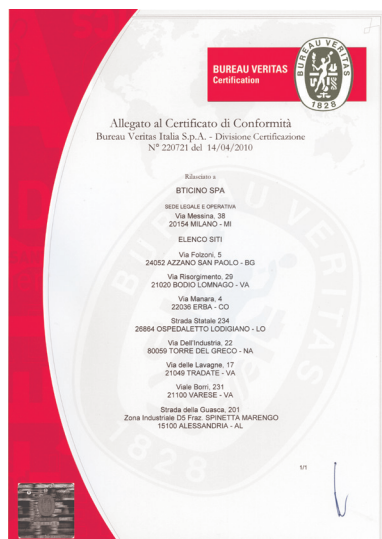 BUREAU VERITAS
Certification
BUREAU VERITAS
1828
Allegato al Certificato di Conformità
Bureau Veritas Italia S.p.A. - Divisione Certificazione
N° 220721 del 14/04/2010
Rilasciato a
BTICINO SPA
SEDE LEGALE E OPERATIVA
Via Messina, 38
20154 MILANO - MI
ELENCO SITI
Via Folzoni, 5
24052 AZZANO SAN PAOLO - BG
Via Risorgimento, 29
21020 BODIO LOMNAGO - VA
Via Manara, 4
22036 ERBA - CO
Strada Statale 234
26864 OSPEDALETTO LODIGIANO - LO
Via Dell'Industria, 22
80059 TORRE DEL GRECO - NA
Via delle Lavagne, 17
21049 TRADATE - VA
Viale Borri, 231
21100 VARESE - VA
Strada della Guasca, 201
Zona Industriale D5 Fraz. SPINETTA MARENGO
15100 ALESSANDRIA - AL
1/1
BUREAU VERITAS
1828